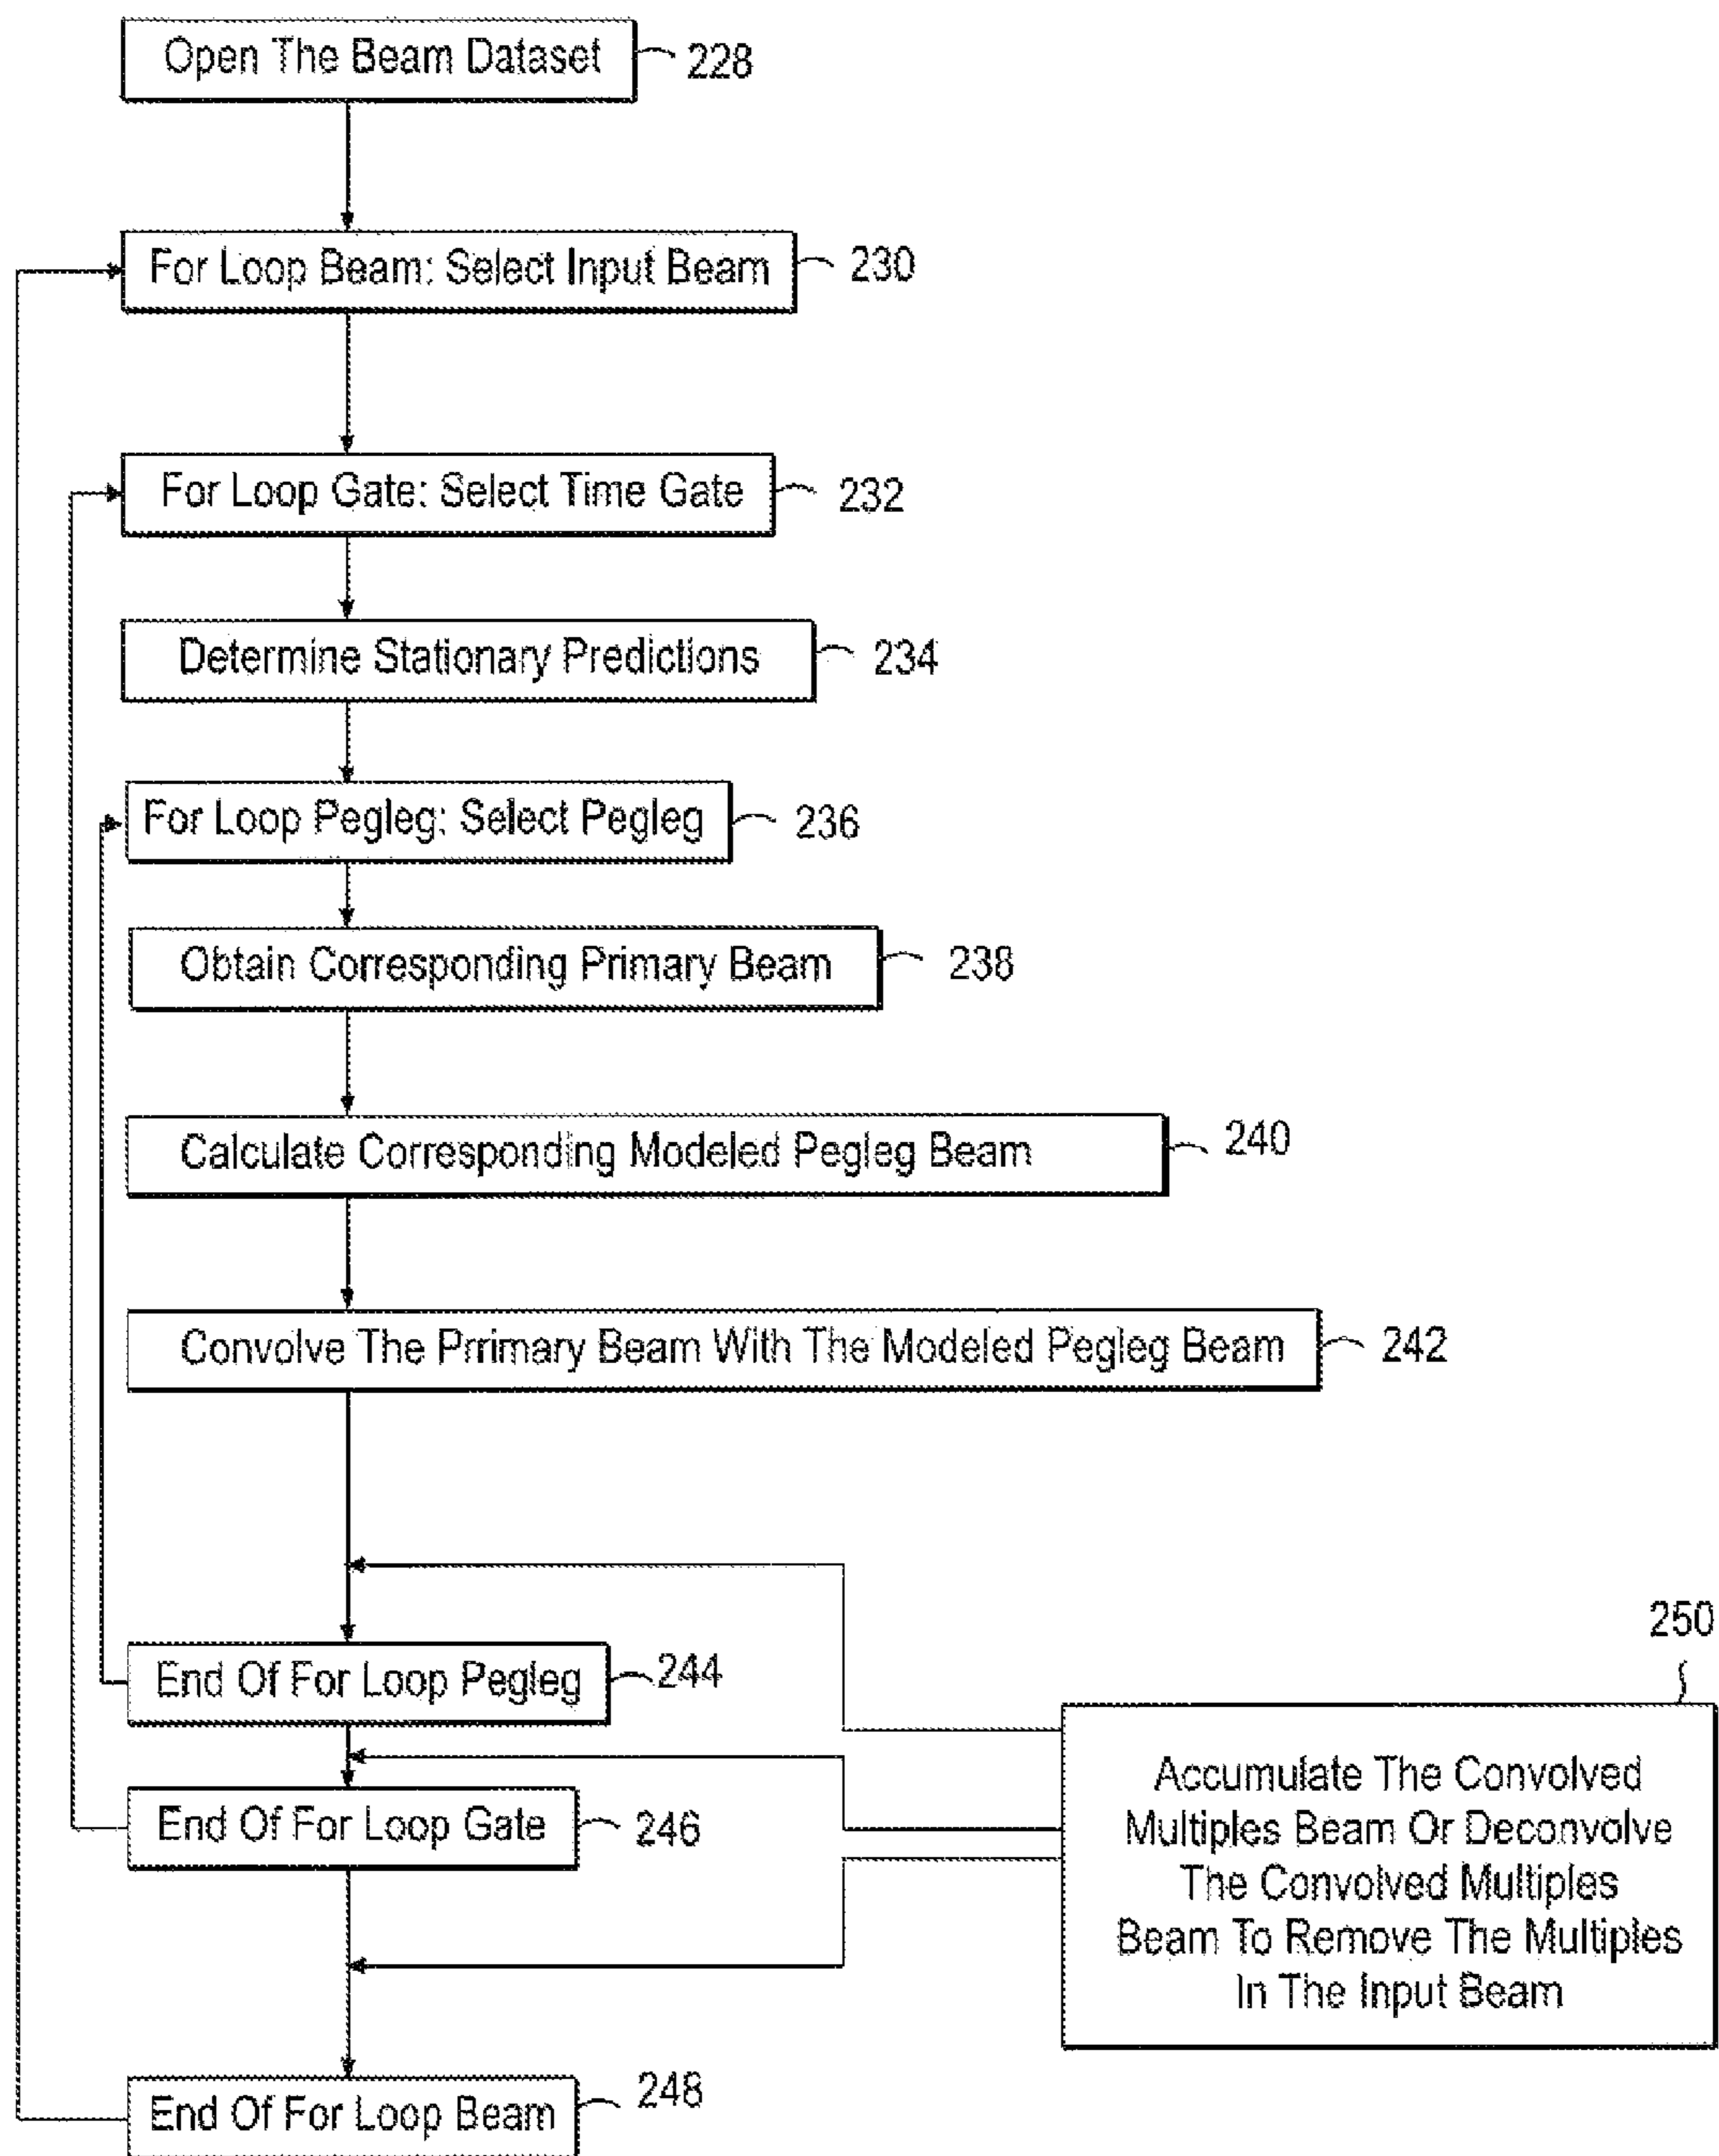 Open The Beam Dataset
228
For Loop Beam: Select Input Beam
230
For Loop Gate: Select Time Gate
232
Determine Stationary Predictions
234
For Loop Pegleg: Select Pegleg
236
Obtain Corresponding Primary Beam
238
Calculate Corresponding Modeled Pegleg Beam
240
Convolve The Prrimary Beam With The Modeled Pegleg Beam
242
End Of For Loop Pegleg
244
End Of For Loop Gate
246
End Of For Loop Beam
248
250
Accumulate The Convolved
Multiples Beam Or Deconvolve
The Convolved Multiples
Beam To Remove The Multiples
In The Input Beam